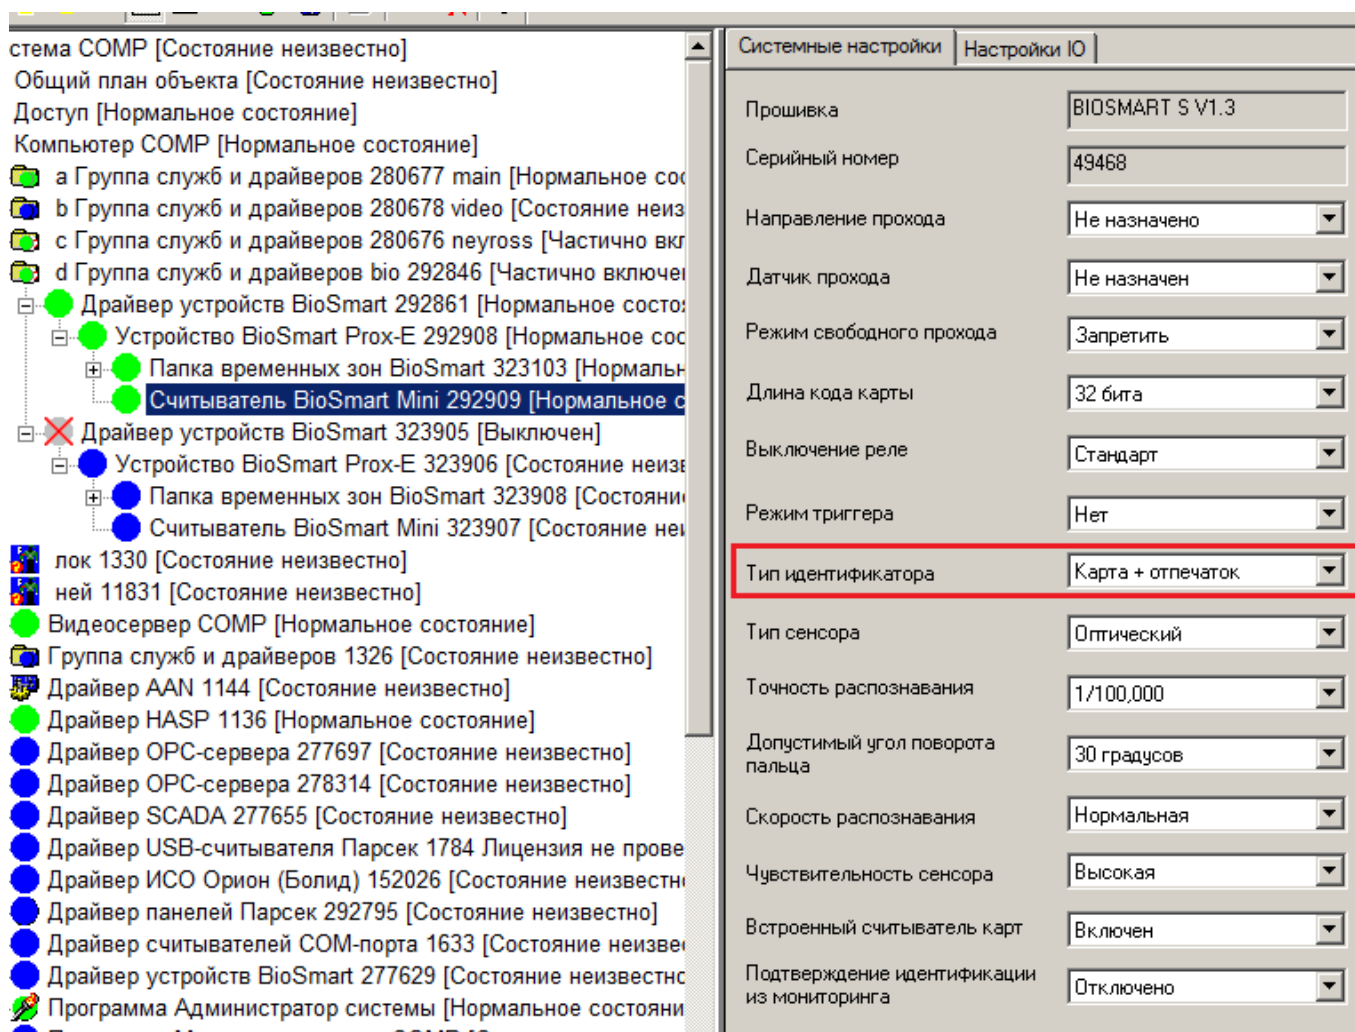 стема COMP [Состояние неизвестно]
Общий план объекта [Состояние неизвестно]
Доступ [Нормальное состояние]
Компьютер COMP [Нормальное состояние]
a Группа служб и драйверов 280677 main [Нормальное сос
b Группа служб и драйверов 280678 video [Состояние неиз
c Группа служб и драйверов 280676 neyross [Частично вкл
d Группа служб и драйверов bio 292846 [Частично включен
Драйвер устройств BioSmart 292861 [Нормальное состоя
Устройство BioSmart Prox-E 292908 [Нормальное сос
Папка временных зон BioSmart 323103 [Нормальн
Считыватель BioSmart Mini 292909 [Нормальное с
Драйвер устройств BioSmart 323905 [Выключен]
Устройство BioSmart Prox-E 323906 [Состояние неизв
Папка временных зон BioSmart 323908 [Состояни
Считыватель BioSmart Mini 323907 [Состояние неи
лок 1330 [Состояние неизвестно]
ней 11831 [Состояние неизвестно]
Видеосервер COMP [Нормальное состояние]
Группа служб и драйверов 1326 [Состояние неизвестно]
Драйвер AAN 1144 [Состояние неизвестно]
Драйвер HASP 1136 [Нормальное состояние]
Драйвер OPC-сервера 277697 [Состояние неизвестно]
Драйвер OPC-сервера 278314 [Состояние неизвестно]
Драйвер SCADA 277655 [Состояние неизвестно]
Драйвер USB-считывателя Парсек 1784 Лицензия не прове
Драйвер ИСО Орион (Болид) 152026 [Состояние неизвестн
Драйвер панелей Парсек 292795 [Состояние неизвестно]
Драйвер считывателей COM-порта 1633 [Состояние неизвес
Драйвер устройств BioSmart 277629 [Состояние неизвестно
Программа Администратор системы [Нормальное состояни
Системные настройки Настройки IO
Прошивка BIOSMART S V1.3
Серийный номер 49468
Направление прохода Не назначено
Датчик прохода Не назначен
Режим свободного прохода Запретить
Длина кода карты 32 бита
Выключение реле Стандарт
Режим триггера Нет
Тип идентификатора Карта + отпечаток
Тип сенсора Оптический
Точность распознавания 1/100,000
Допустимый угол поворота
пальца 30 градусов
Скорость распознавания Нормальная
Чувствительность сенсора Высокая
Встроенный считыватель карт Включен
Подтверждение идентификации
из мониторинга Отключено